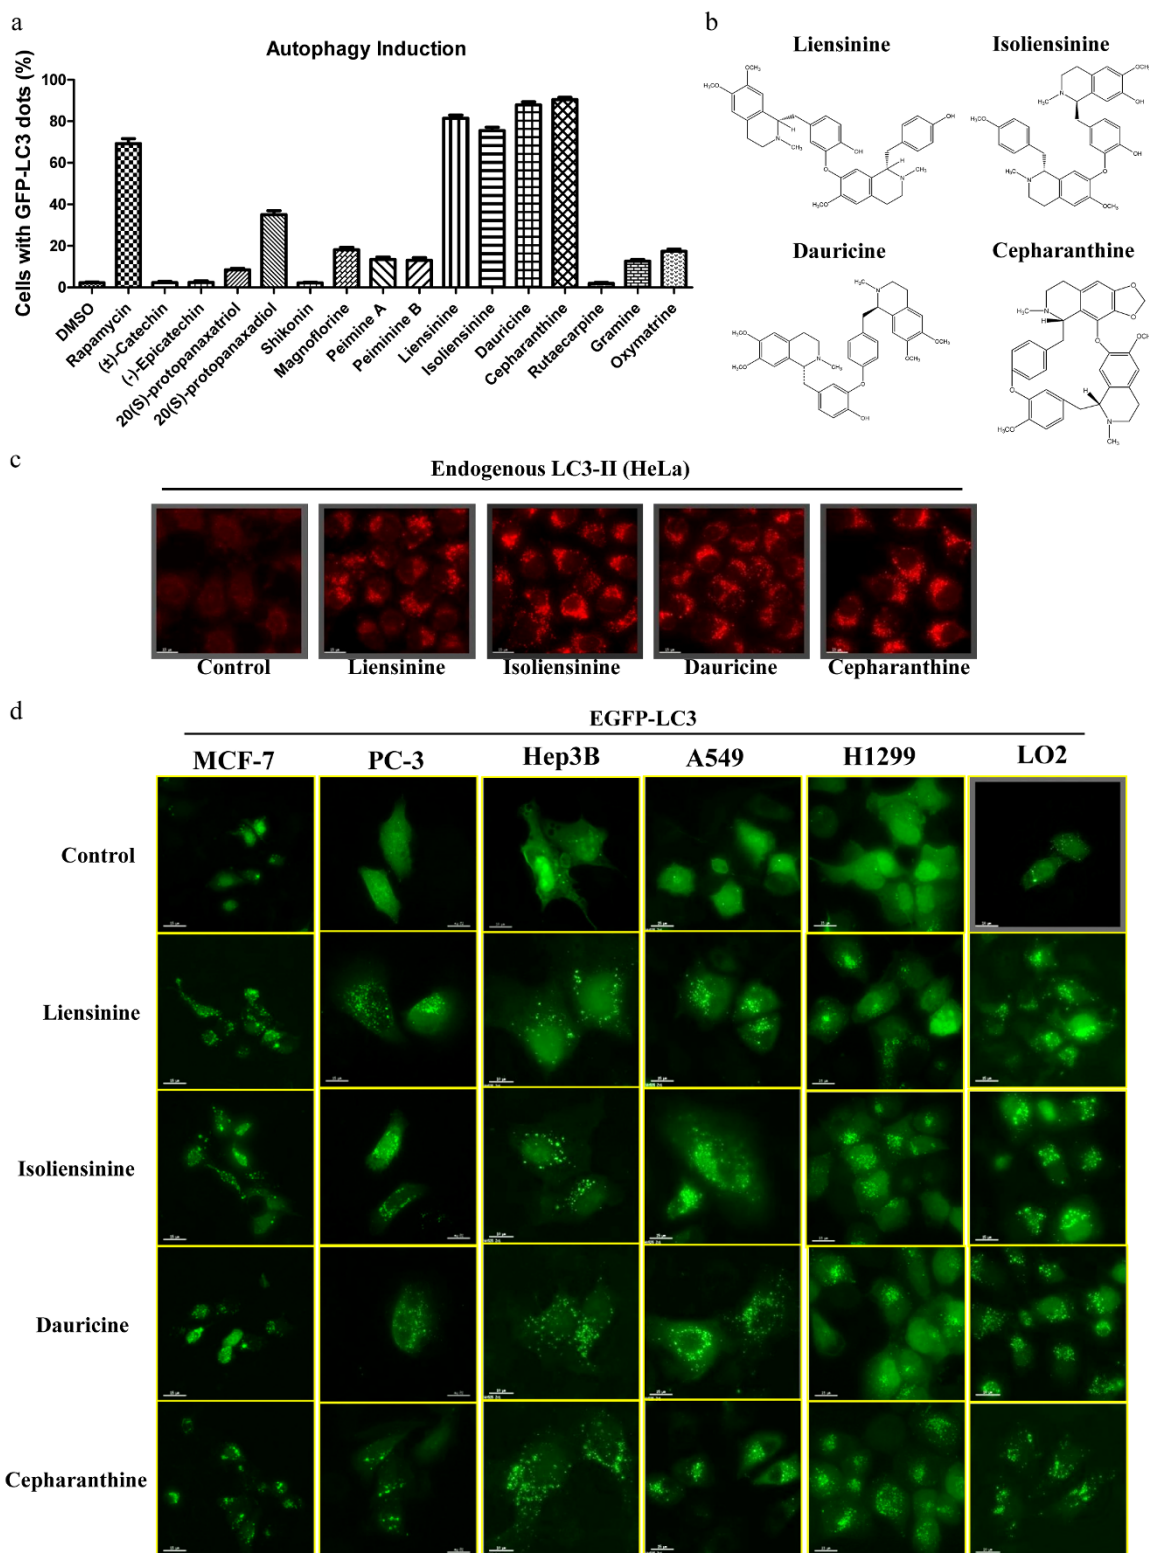 a
Autophagy Induction
Cells with GFP-LC3 dots (%)
100
80
60
40
20
0
DMSO
Rapamycin
(±)-Catechin
(-)-Epicatechin
20(S)-protopanaxatriol
20(S)-protopanaxadiol
Shikonin
Magnoflorine
Peimine A
Peiminine B
Liensinine
Isoliensinine
Dauricine
Cepharanthine
Rutaecarpine
Gramine
Oxymatrine
b
Liensinine
Isoliensinine
Dauricine
Cepharanthine
c
Endogenous LC3-II (HeLa)
Control
Liensinine
Isoliensinine
Dauricine
Cepharanthine
d
EGFP-LC3
MCF-7
PC-3
Hep3B
A549
H1299
LO2
Control
Liensinine
Isoliensinine
Dauricine
Cepharanthine